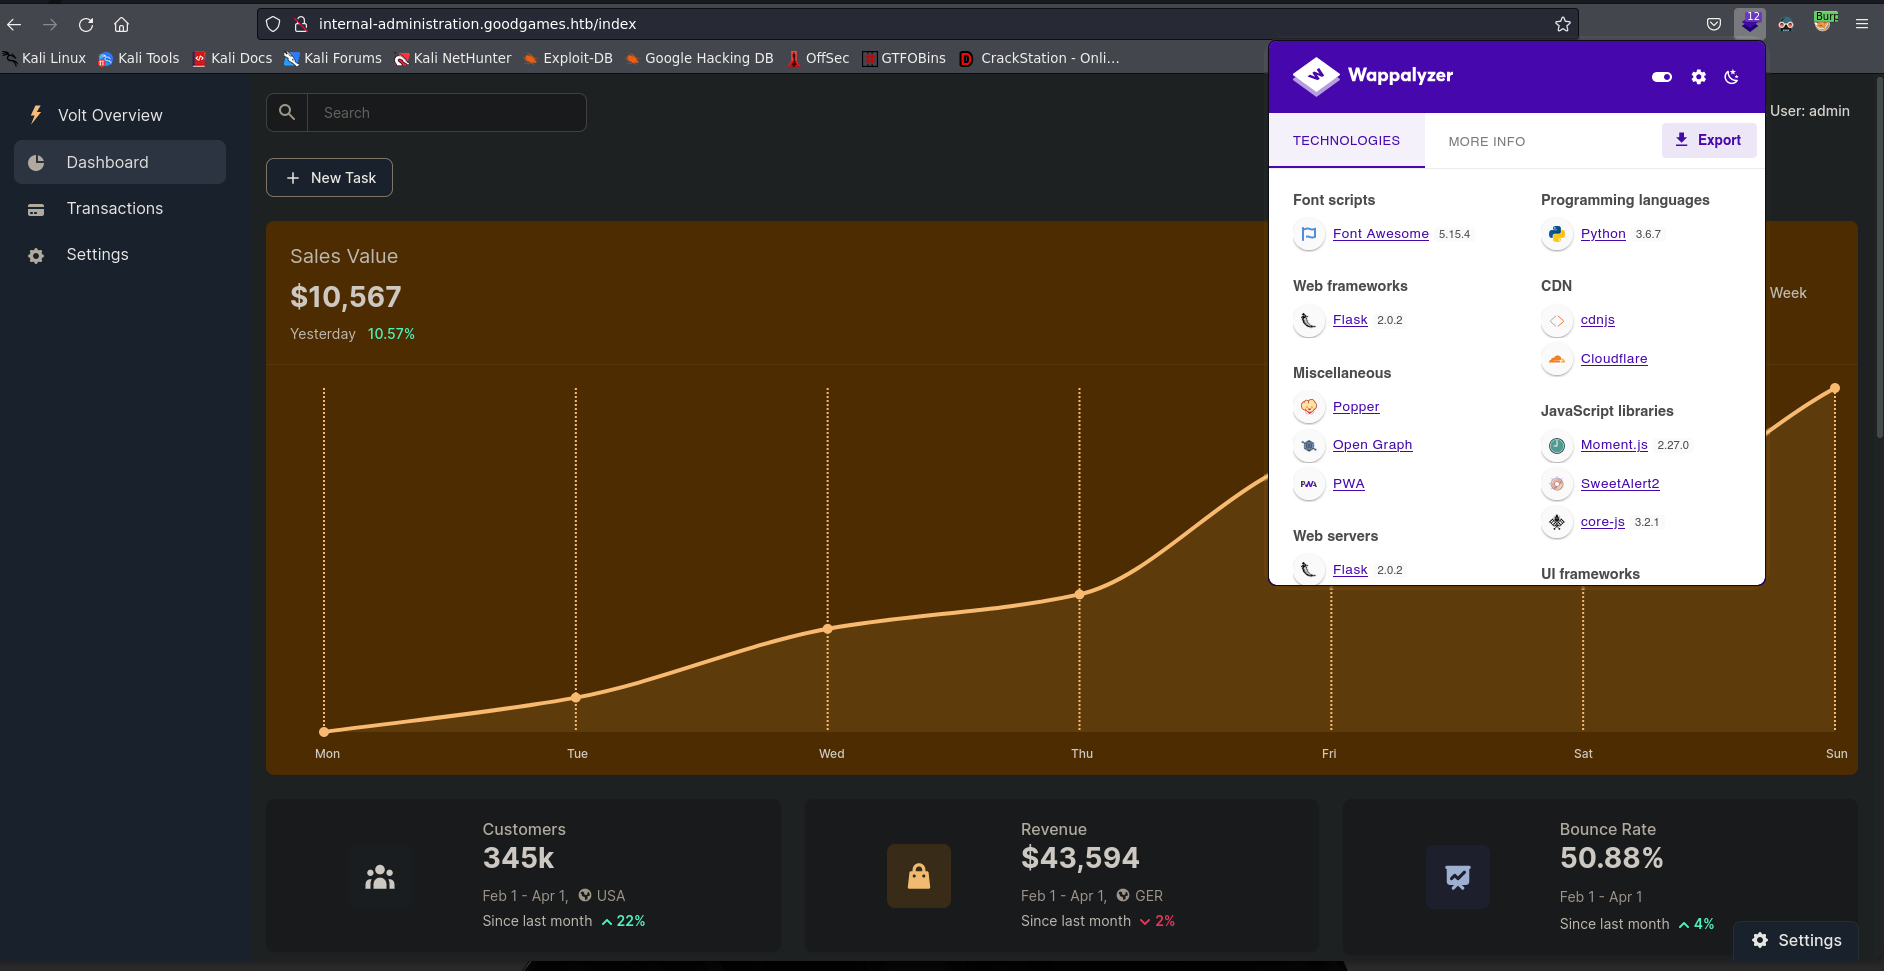 internal-administration.goodgames.htb/index
12
Burp
Kali Linux Kali Tools Kali Docs Kali Forums Kali NetHunter Exploit-DB Google Hacking DB OffSec GTFOBins CrackStation - Onli…
Volt Overview
Dashboard
Transactions
Settings
Search
User: admin
New Task
Sales Value
$10,567
Yesterday 10.57%
Week
Mon Tue Wed Thu Fri Sat Sun
Wappalyzer
TECHNOLOGIES MORE INFO Export
Font scripts
Font Awesome 5.15.4
Web frameworks
Flask 2.0.2
Miscellaneous
Popper
Open Graph
PWA PWA
Web servers
Flask 2.0.2
Programming languages
Python 3.6.7
CDN
cdnjs
Cloudflare
JavaScript libraries
Moment.js 2.27.0
SweetAlert2
core-js 3.2.1
UI frameworks
Customers
345k
Feb 1 - Apr 1, USA
Since last month 22%
Revenue
$43,594
Feb 1 - Apr 1, GER
Since last month 2%
Bounce Rate
50.88%
Feb 1 - Apr 1
Since last month 4%
Settings